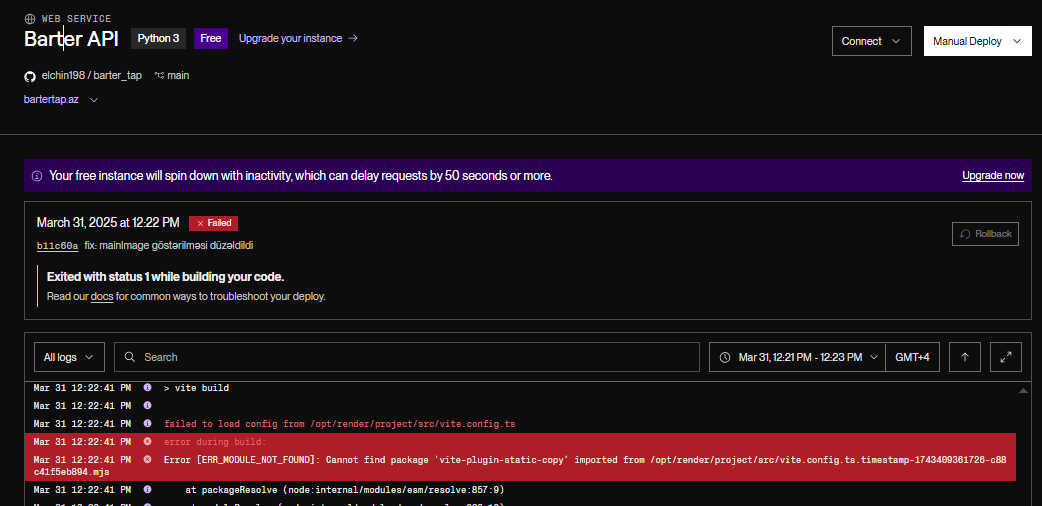 WEB SERVICE
Barter API Python 3 Free Upgrade your instance → Connect Manual Deploy
elchin198 / barter_tap main
bartertap.az
Your free instance will spin down with inactivity, which can delay requests by 50 seconds or more. Upgrade now
March 31, 2025 at 12:22 PM × Failed
b11c60a fix: mainImage göstərilməsi düzəldildi Rollback
Exited with status 1 while building your code.
Read our docs for common ways to troubleshoot your deploy.
All logs Search Mar 31, 12:21 PM - 12:23 PM GMT+4
Mar 31 12:22:41 PM > vite build
Mar 31 12:22:41 PM
Mar 31 12:22:41 PM failed to load config from /opt/render/project/src/vite.config.ts
Mar 31 12:22:41 PM error during build:
Mar 31 12:22:41 PM Error [ERR_MODULE_NOT_FOUND]: Cannot find package 'vite-plugin-static-copy' imported from /opt/render/project/src/vite.config.ts.timestamp-1743409361726-c88
c41f5eb894.mjs
Mar 31 12:22:41 PM at packageResolve (node:internal/modules/esm/resolve:857:9)